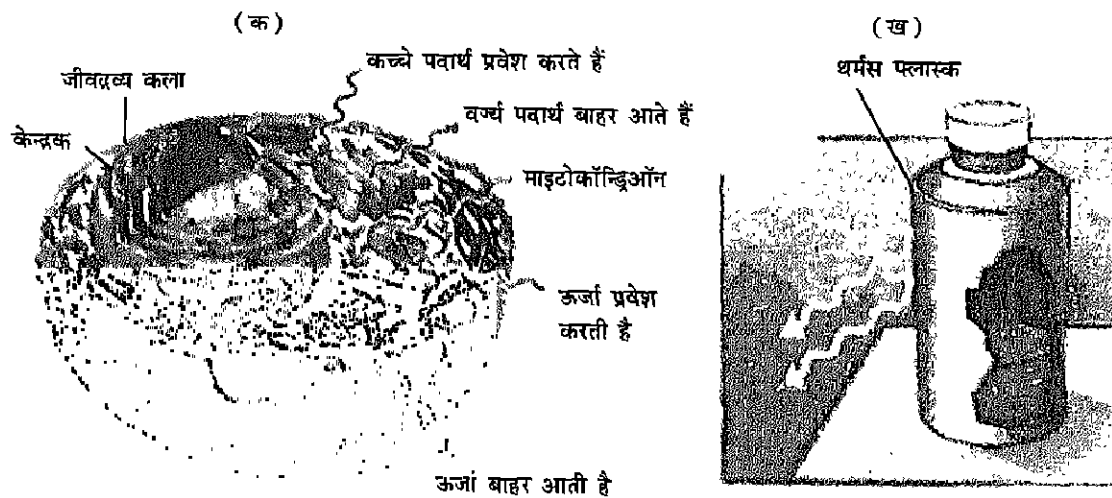 (क)
जीवद्रव्य कला
केन्द्रक
कच्चे पदार्थ प्रवेश करते हैं
वर्ज्य पदार्थ बाहर आते हैं
माइटोकॉन्ड्रिऑन
ऊर्जा प्रवेश
करती है
ऊर्जा बाहर आती है
(ख)
थर्मस फ्लास्क